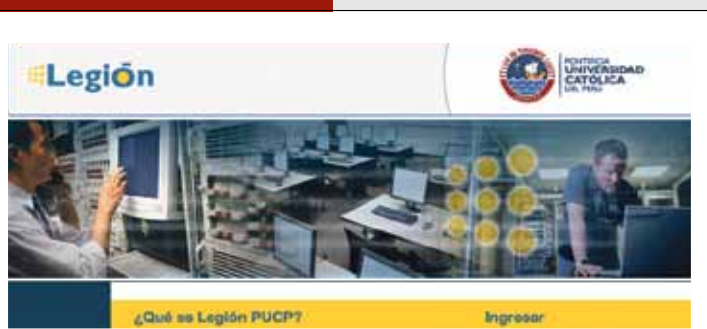 Legión
PONTIFICIA
UNIVERSIDAD
CATÓLICA
DEL PERÚ
¿Qué es Legión PUCP?
Ingresar